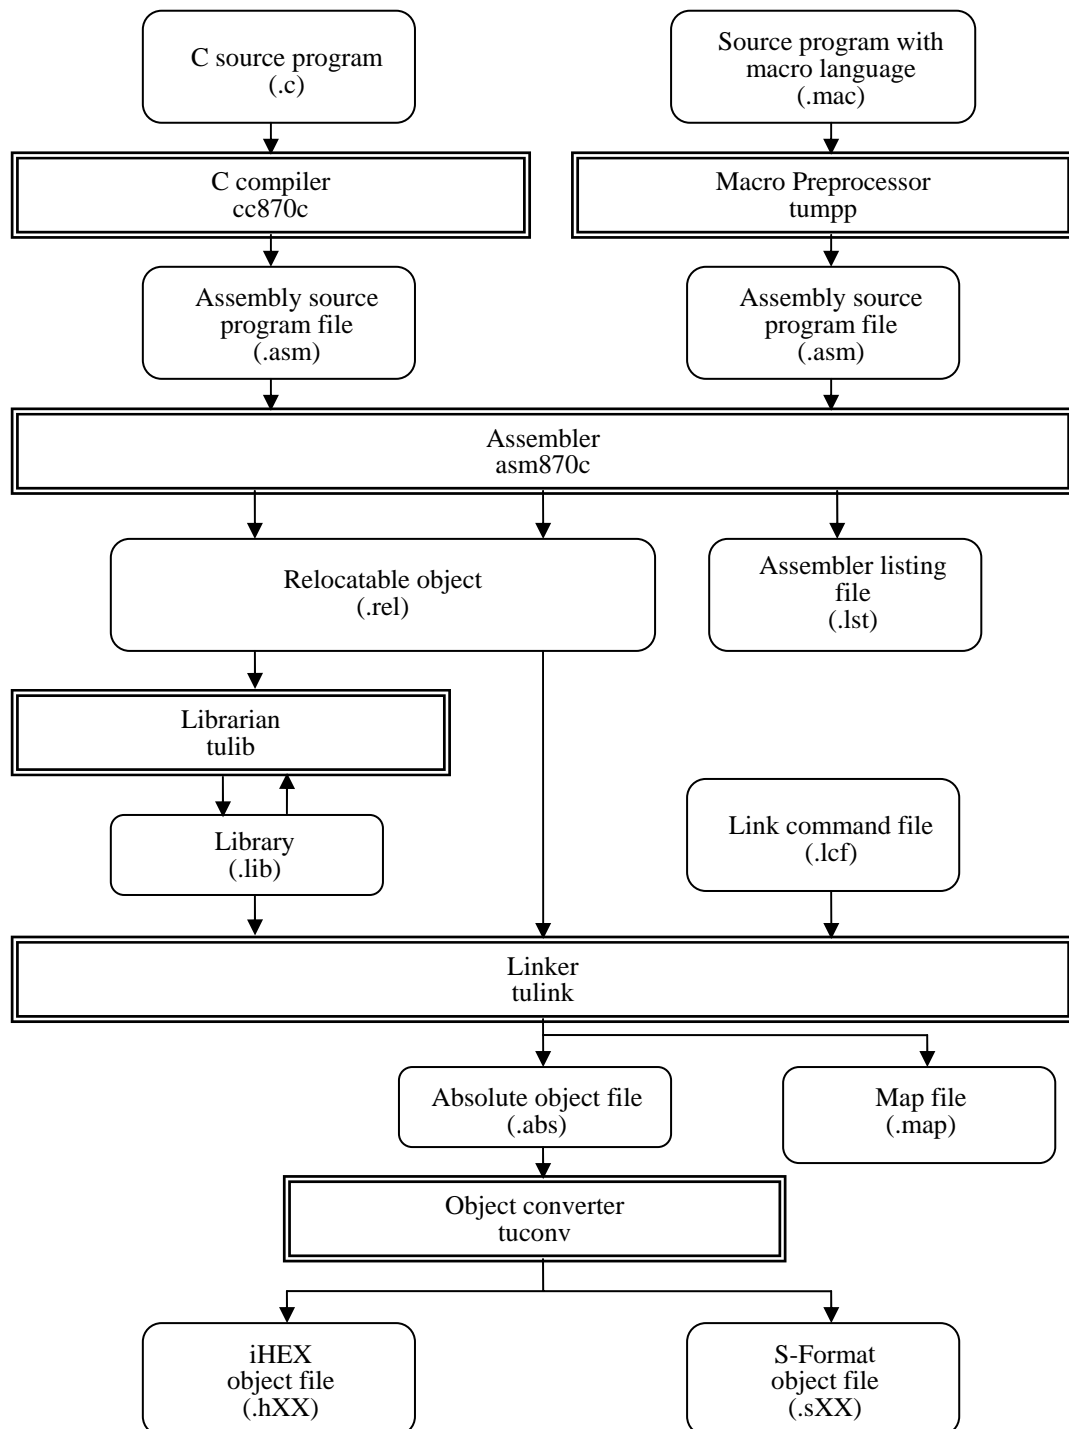 C source program
(.c)
Source program with
macro language
(.mac)
C compiler
cc870c
Macro Preprocessor
tumpp
Assembly source
program file
(.asm)
Assembly source
program file
(.asm)
Assembler
asm870c
Relocatable object
(.rel)
Assembler listing
file
(.lst)
Librarian
tulib
Library
(.lib)
Link command file
(.lcf)
Linker
tulink
Absolute object file
(.abs)
Map file
(.map)
Object converter
tuconv
iHEX
object file
(.hXX)
S-Format
object file
(.sXX)